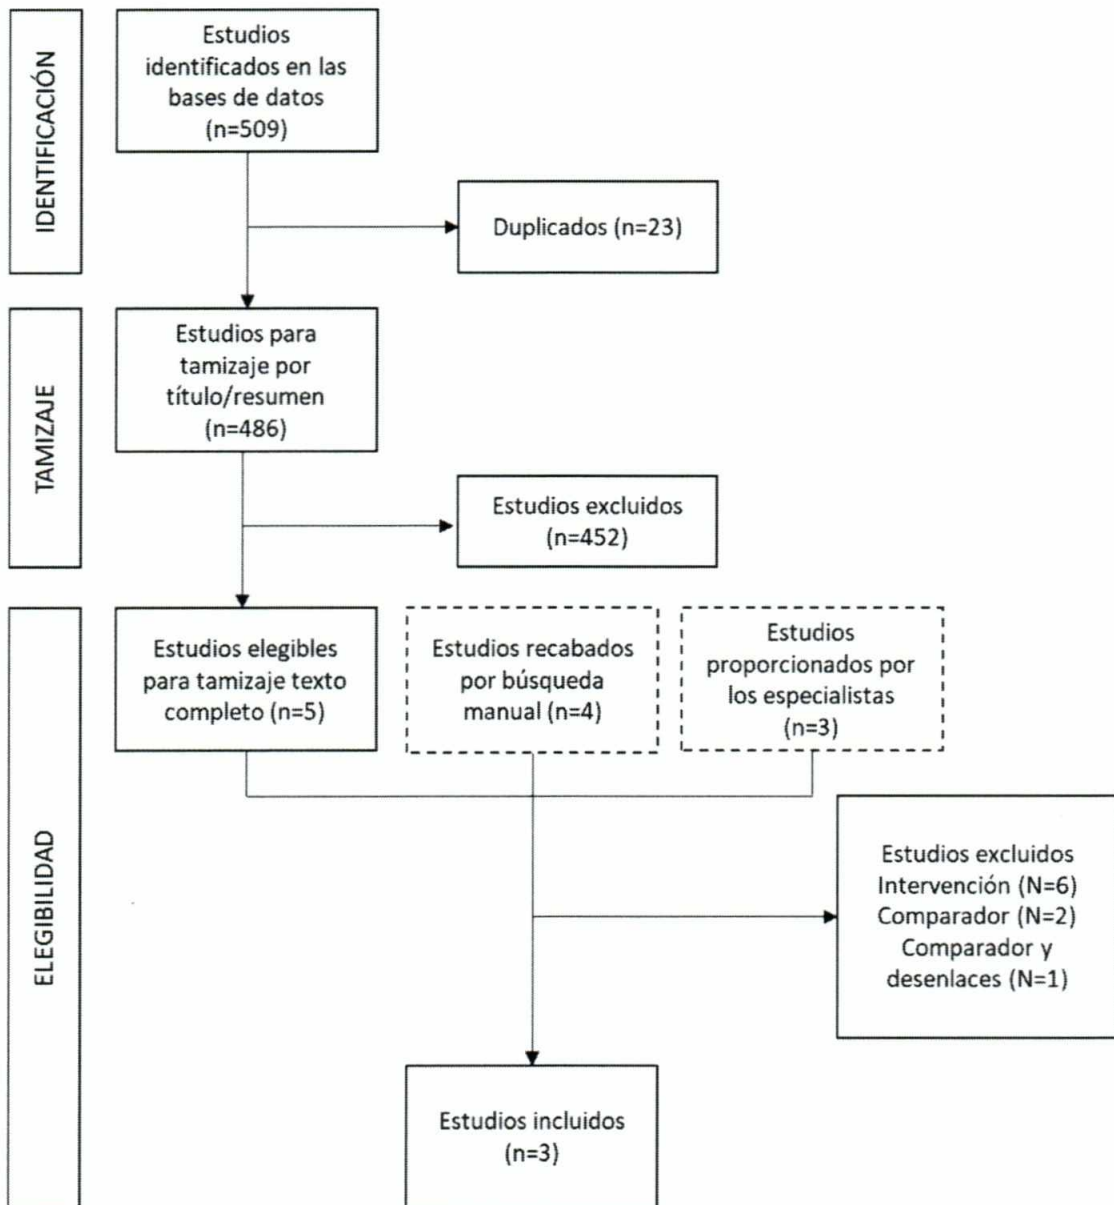 IDENTIFICACIÓN
Estudios
identificados en las
bases de datos
(n=509)
Duplicados (n=23)
TAMIZAJE
Estudios para
tamizaje por
título/resumen
(n=486)
Estudios excluidos
(n=452)
ELEGIBILIDAD
Estudios elegibles
para tamizaje texto
completo (n=5)
Estudios recabados
por búsqueda
manual (n=4)
Estudios
proporcionados por
los especialistas
(n=3)
Estudios excluidos
Intervención (N=6)
Comparador (N=2)
Comparador y
desenlaces (N=1)
Estudios incluidos
(n=3)